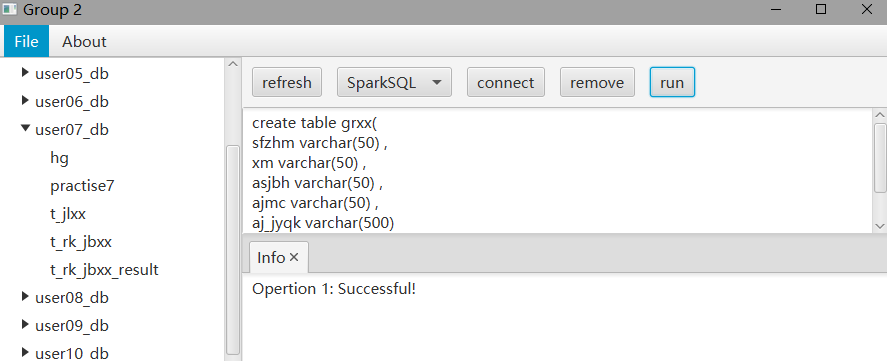 Group 2
File About
user05_db
user06_db
user07_db
hg
practise7
t_jlxx
t_rk_jbxx
t_rk_jbxx_result
user08_db
user09_db
user10_db
refresh SparkSQL connect remove run
create table grxx(
sfzhm varchar(50) ,
xm varchar(50) ,
asjbh varchar(50) ,
ajmc varchar(50) ,
aj_jyqk varchar(500)
Info
Opertion 1: Successful!